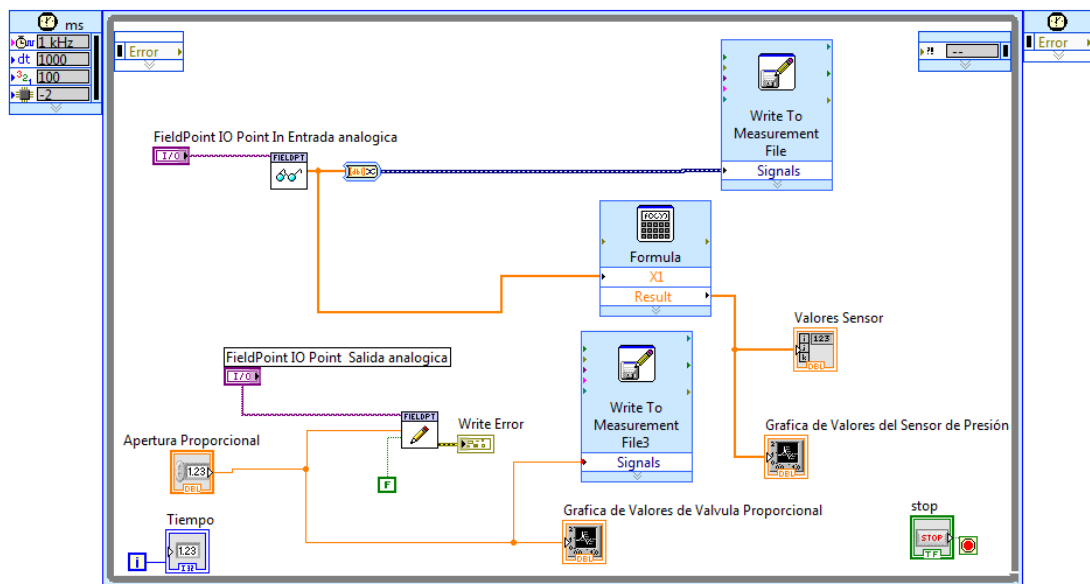 ms
1 kHz
dt 1000
100
-2
Error
?! --
Error
Write To
Measurement
File
Signals
FieldPoint IO Point In Entrada analogica
I/O
FIELDPT
f(x,y)
Formula
X1
Result
Valores Sensor
i 123
j
k
DBL
FieldPoint IO Point Salida analogica
I/O
FIELDPT
Write Error
Write To
Measurement
File3
Signals
Grafica de Valores del Sensor de Presión
DBL
Apertura Proporcional
1.23
DBL
F
Grafica de Valores de Valvula Proporcional
DBL
Tiempo
1.23
I32
i
stop
STOP
TF